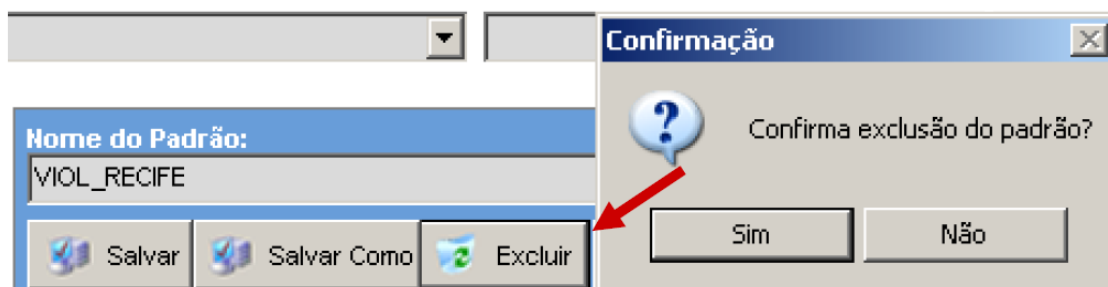 Confirmação
Confirma exclusão do padrão?
Sim
Não
Nome do Padrão:
VIOL_RECIFE
Salvar
Salvar Como
Excluir